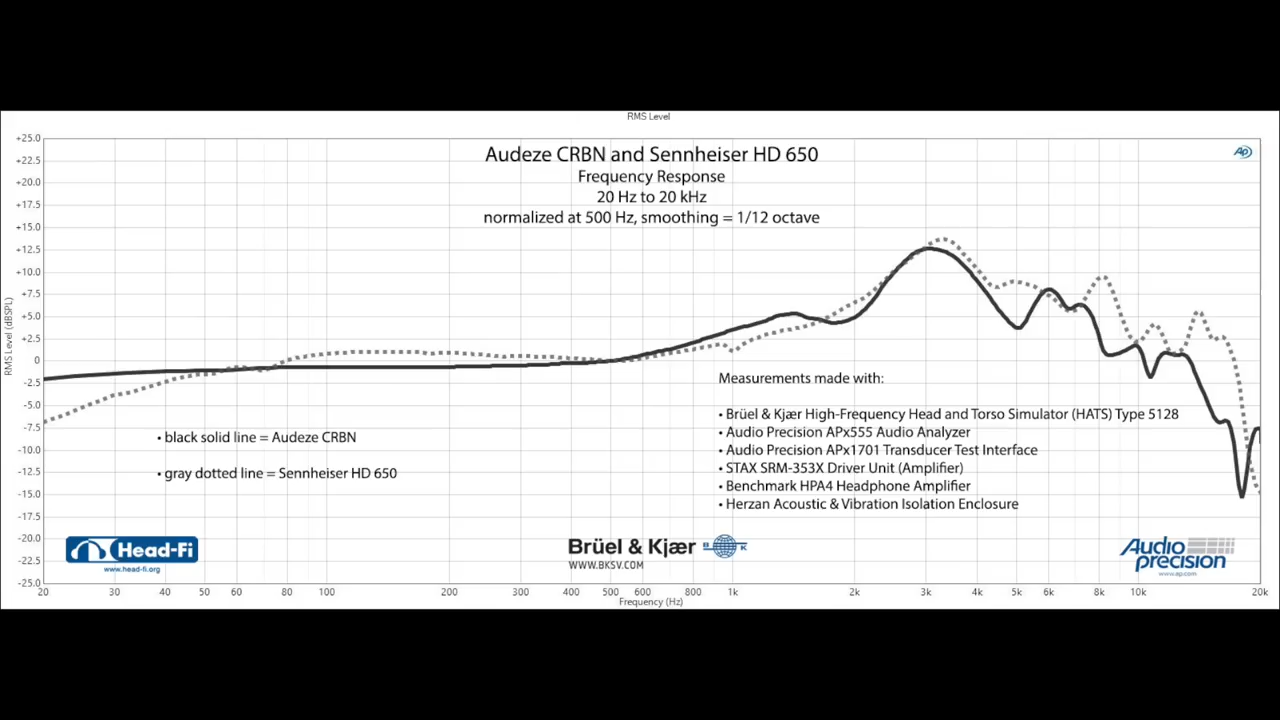 RMS Level
Audeze CRBN and Sennheiser HD 650
Frequency Response
20 Hz to 20 kHz
normalized at 500 Hz, smoothing = 1/12 octave
AP
RMS Level (dBSPL)
+25.0
+22.5
+20.0
+17.5
+15.0
+12.5
+10.0
+7.5
+5.0
+2.5
0
-2.5
-5.0
-7.5
-10.0
-12.5
-15.0
-17.5
-20.0
-22.5
-25.0
• black solid line = Audeze CRBN
• gray dotted line = Sennheiser HD 650
Measurements made with:
• Brüel & Kjær High-Frequency Head and Torso Simulator (HATS) Type 5128
• Audio Precision APx555 Audio Analyzer
• Audio Precision APx1701 Transducer Test Interface
• STAX SRM-353X Driver Unit (Amplifier)
• Benchmark HPA4 Headphone Amplifier
• Herzan Acoustic & Vibration Isolation Enclosure
Head-Fi
www.head-fi.org
Brüel & Kjær B K
WWW.BKSV.COM
Audio
precision
www.ap.com
20 30 40 50 60 80 100 200 300 400 500 600 800 1k 2k 3k 4k 5k 6k 8k 10k 20k
Frequency (Hz)